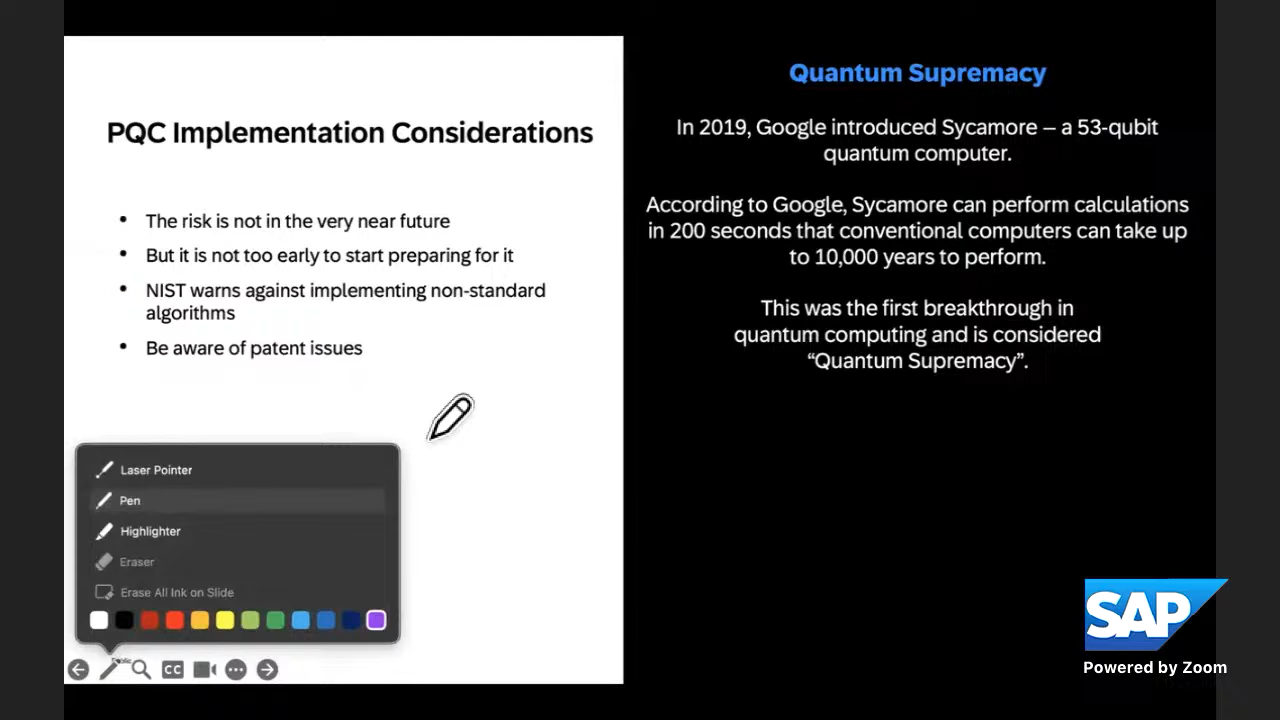 PQC Implementation Considerations
• The risk is not in the very near future
• But it is not too early to start preparing for it
• NIST warns against implementing non-standard
algorithms
• Be aware of patent issues
Laser Pointer
Pen
Highlighter
Eraser
Erase All Ink on Slide
CC
Quantum Supremacy
In 2019, Google introduced Sycamore – a 53-qubit
quantum computer.
According to Google, Sycamore can perform calculations
in 200 seconds that conventional computers can take up
to 10,000 years to perform.
This was the first breakthrough in
quantum computing and is considered
“Quantum Supremacy”.
SAP
Powered by Zoom